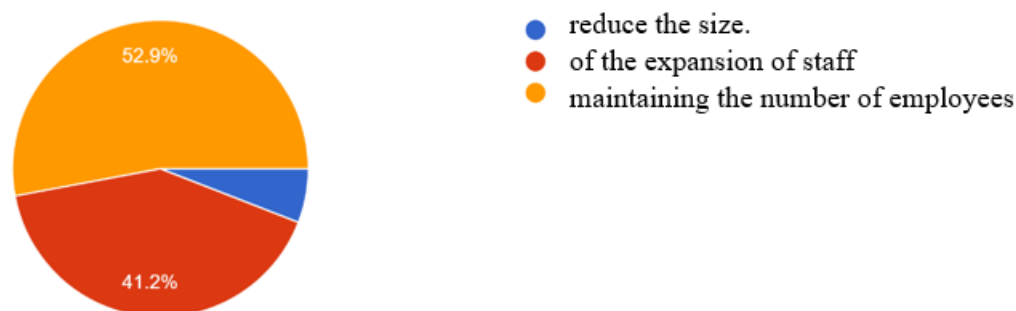 52.9%
41.2%
reduce the size.
of the expansion of staff
maintaining the number of employees